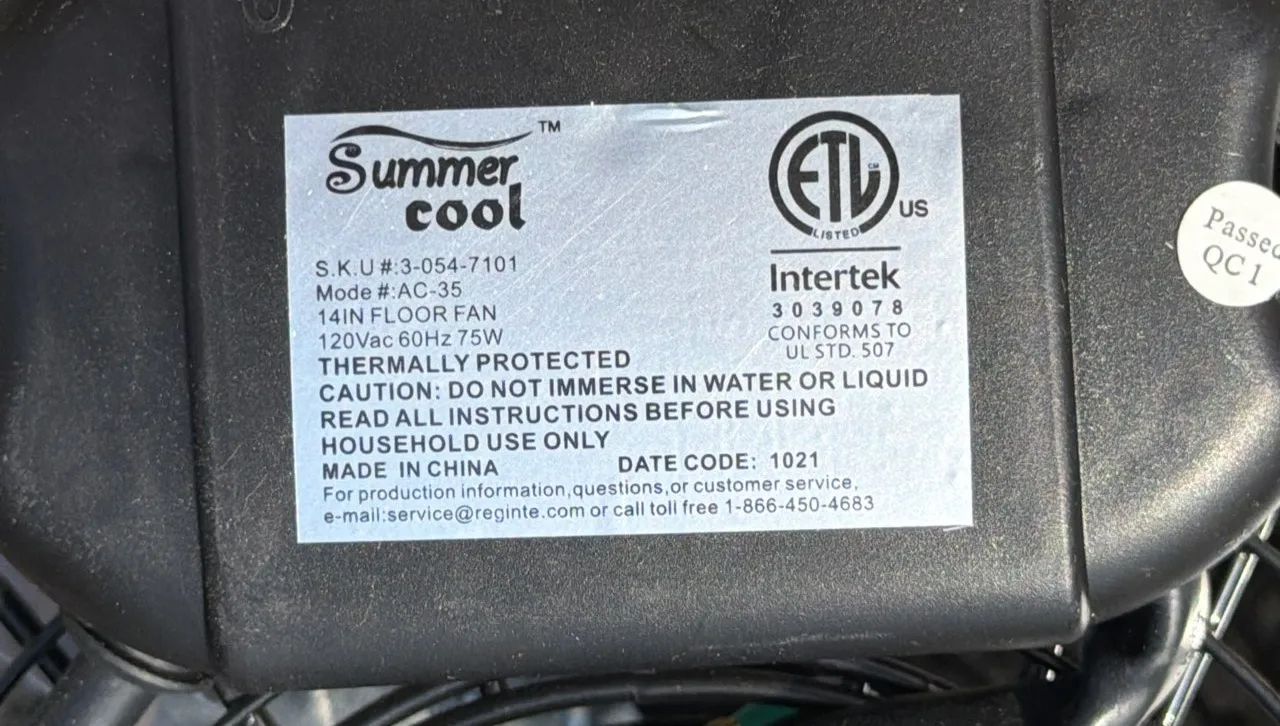 Summer™
cool
S.K.U #:3-054-7101
Mode #:AC-35
14IN FLOOR FAN
120Vac 60Hz 75W
THERMALLY PROTECTED
CAUTION: DO NOT IMMERSE IN WATER OR LIQUID
READ ALL INSTRUCTIONS BEFORE USING
HOUSEHOLD USE ONLY
MADE IN CHINA DATE CODE: 1021
For production information,questions,or customer service,
e-mail:service@reginte.com or call toll free 1-866-450-4683
ETL CM
LISTED
US
Intertek
3039078
CONFORMS TO
UL STD. 507
Passed
QC 1